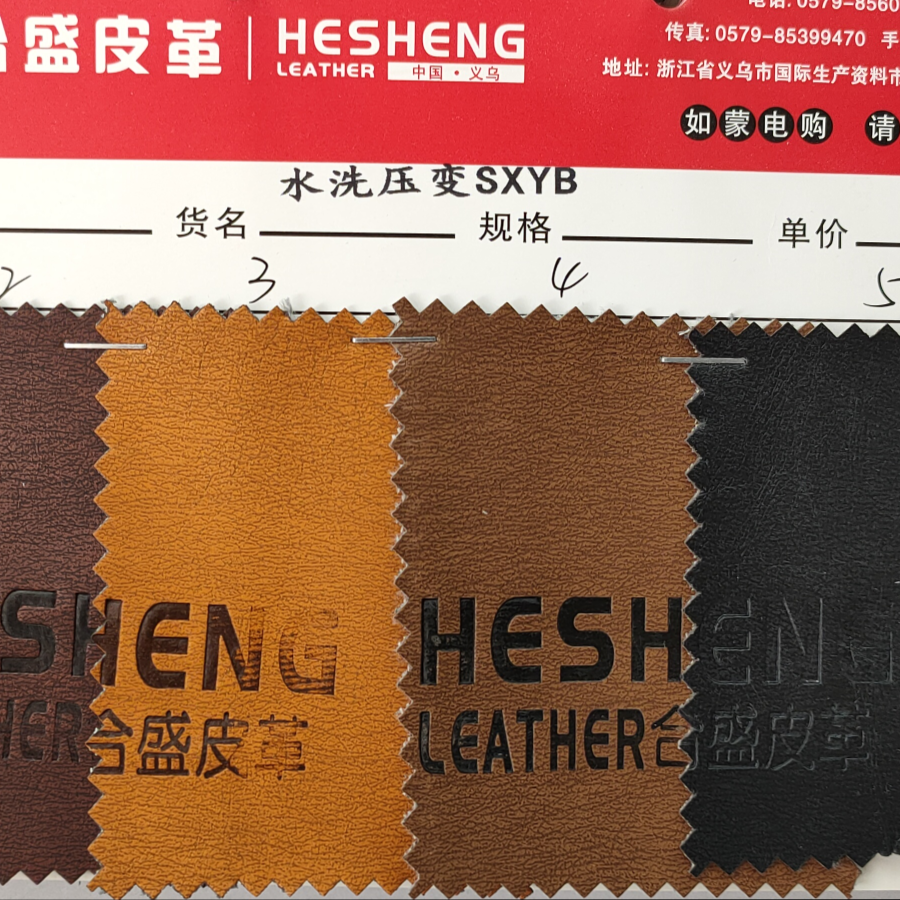 电话: 0579-8560
合盛皮革 HESHENG
LEATHER 中国·义乌
传真: 0579-85399470 手
地址: 浙江省义乌市国际生产资料市
如蒙电购 请
水洗压变SXYB
货名 规格 单价
2 3 4 5
SHENG HESHENG
HER合盛皮革 LEATHER合盛皮革